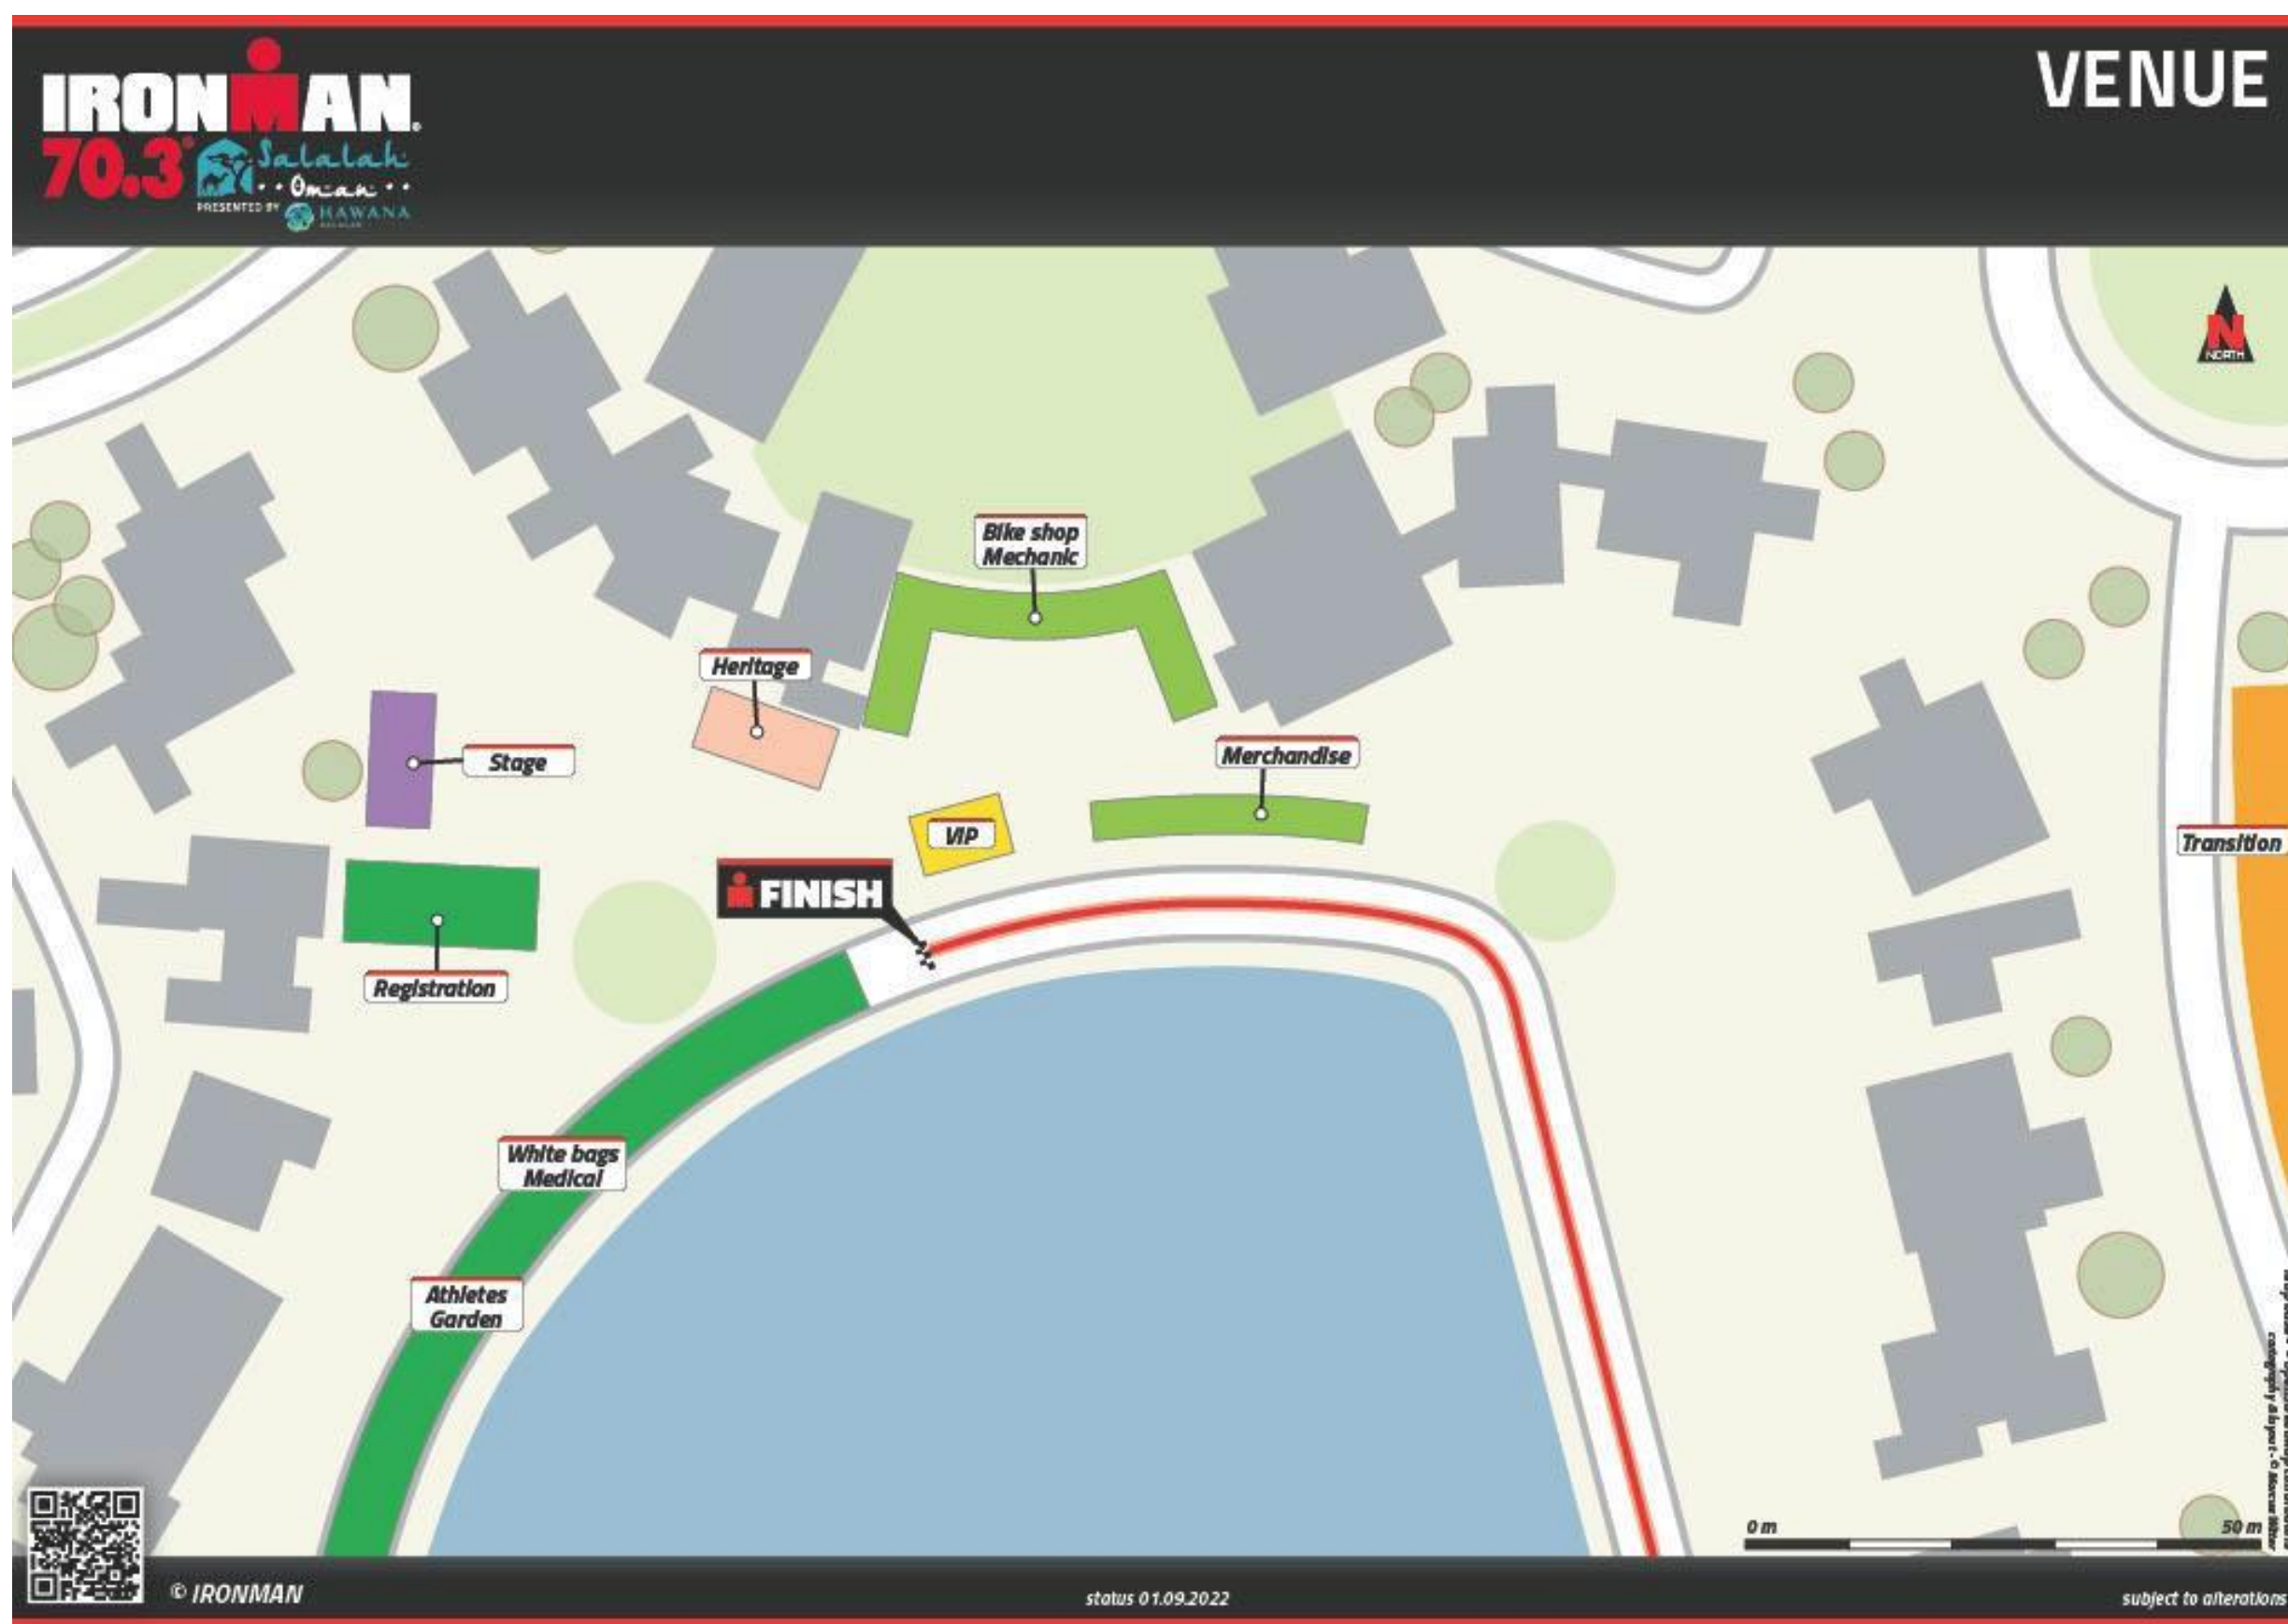 VENUE
IRONMAN®
70.3® Salalah
Oman
PRESENTED BY HAWANA
SALALAH
N
NORTH
Bike shop
Mechanic
Heritage
Stage
Merchandise
VIP
Transition
FINISH
Registration
White bags
Medical
Athletes
Garden
0 m
50 m
© IRONMAN
status 01.09.2022
subject to alterations